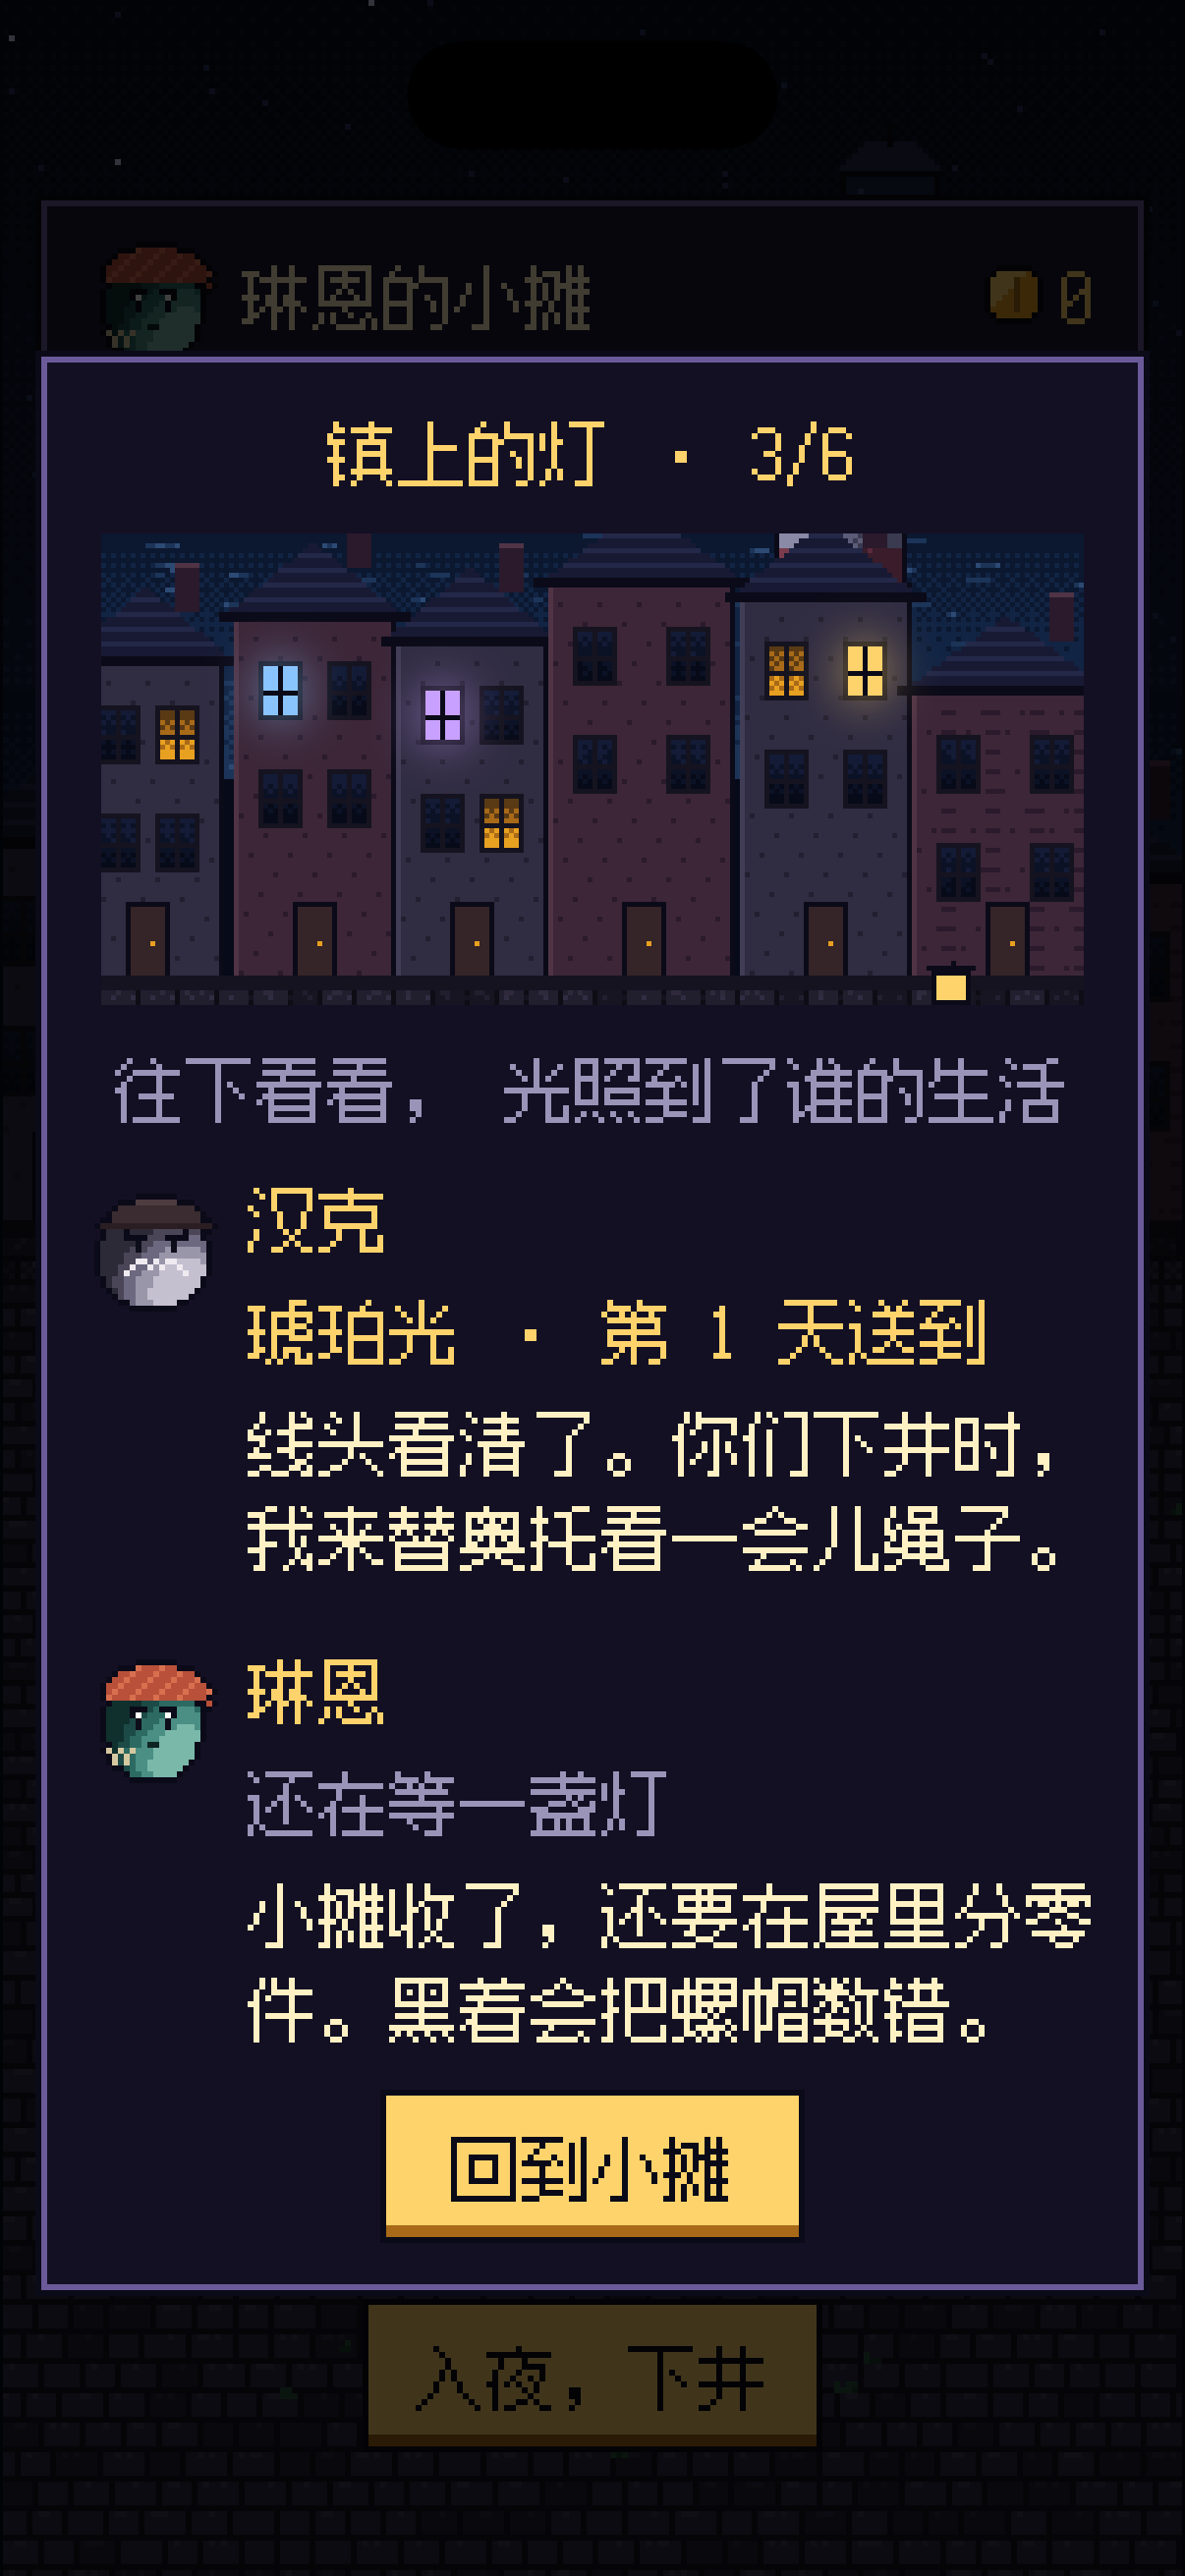 琳恩的小摊 0
镇上的灯 · 3/6
往下看看， 光照到了谁的生活
汉克
琥珀光 · 第 1 天送到
线头看清了。你们下井时，
我来替奥托看一会儿绳子。
琳恩
还在等一盏灯
小摊收了，还要在屋里分零
件。黑着会把螺帽数错。
回到小摊
入夜，下井